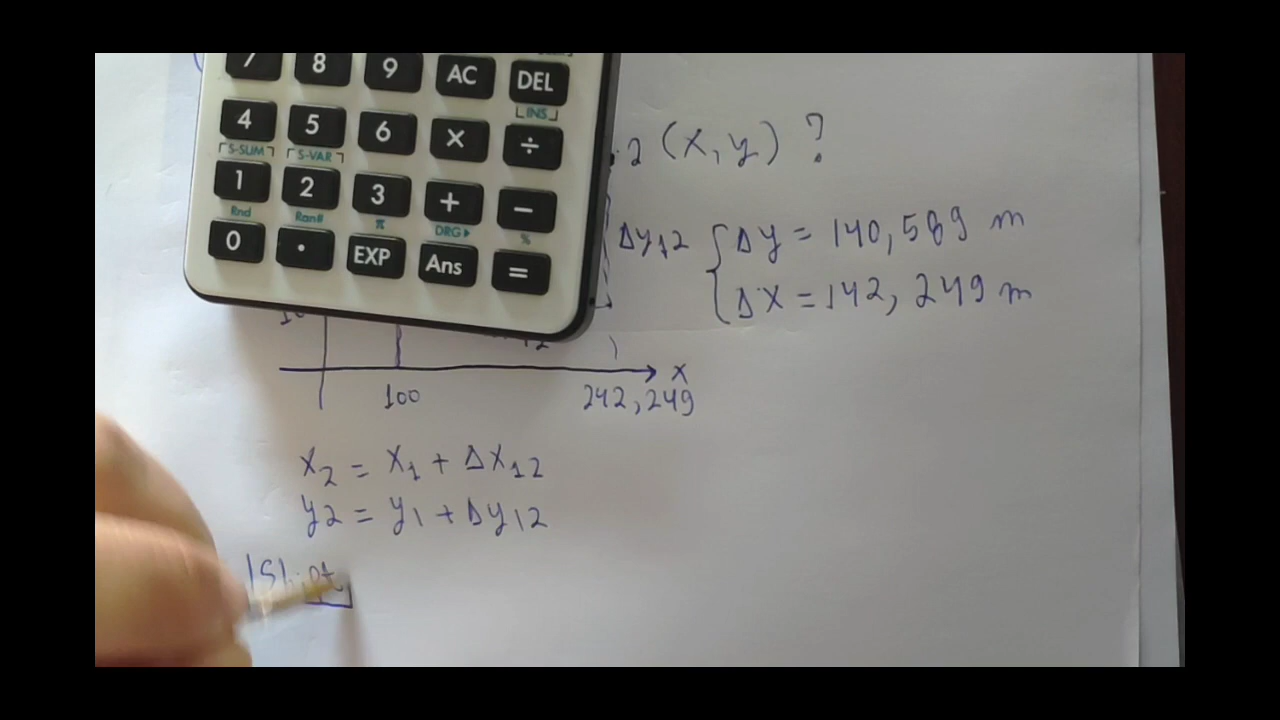 7 8 9 AC DEL
INS
4 5 6 X ÷
S-SUM S-VAR
1 2 3 + −
Rnd Ran# π DRG▶ %
0 • EXP Ans =
2 (X, y) ?
Δy12 { Δy = 140,589 m
ΔX = 142,249 m
x
100 242,249
X2 = X1 + ΔX12
y2 = y1 + Δy12